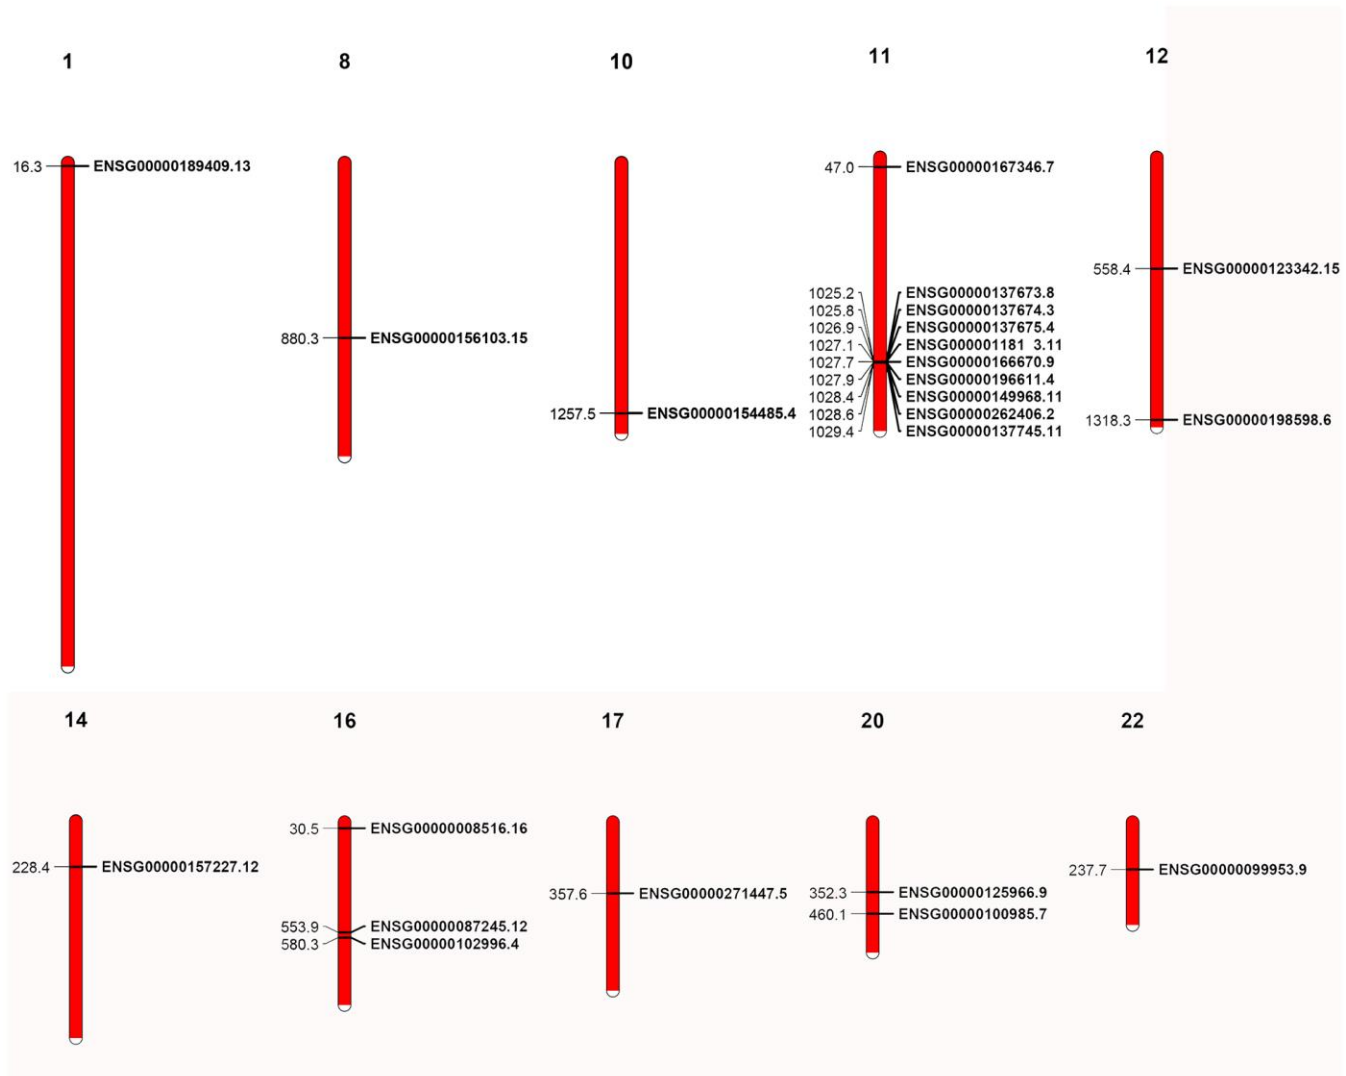 1
8
10
11
12
16.3 ENSG00000189409.13
880.3 ENSG00000156103.15
1257.5 ENSG00000154485.4
47.0 ENSG00000167346.7
1025.2 ENSG00000137673.8
1025.8 ENSG00000137674.3
1026.9 ENSG00000137675.4
1027.1 ENSG000001181 3.11
1027.7 ENSG00000166670.9
1027.9 ENSG00000196611.4
1028.4 ENSG00000149968.11
1028.6 ENSG00000262406.2
1029.4 ENSG00000137745.11
558.4 ENSG00000123342.15
1318.3 ENSG00000198598.6
14
16
17
20
22
228.4 ENSG00000157227.12
30.5 ENSG00000008516.16
553.9 ENSG00000087245.12
580.3 ENSG00000102996.4
357.6 ENSG00000271447.5
352.3 ENSG00000125966.9
460.1 ENSG00000100985.7
237.7 ENSG00000099953.9